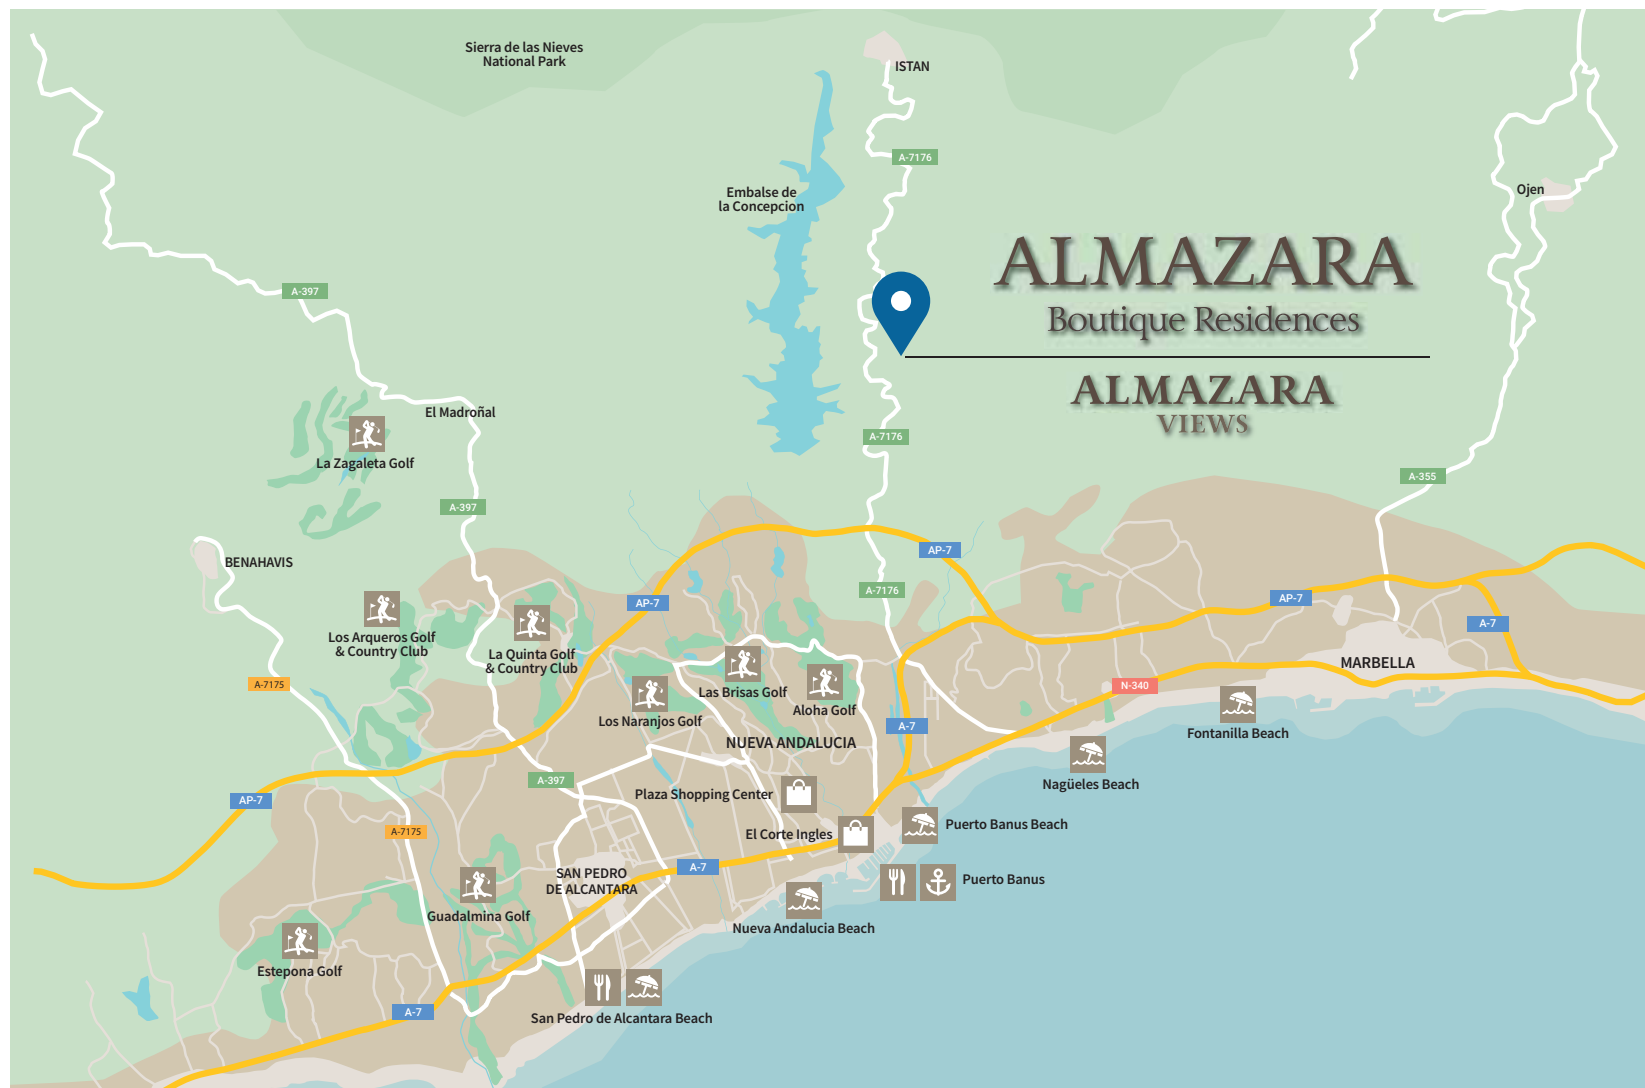 Sierra de las Nieves
National Park
ISTAN
A-7176
Embalse de
la Concepcion
Ojen
ALMAZARA
Boutique Residences
ALMAZARA
VIEWS
A-397
El Madroñal
La Zagaleta Golf
A-7176
A-355
A-397
BENAHAVIS
AP-7
A-7176
AP-7
AP-7
A-7
Los Arqueros Golf
& Country Club
La Quinta Golf
& Country Club
MARBELLA
A-7175
N-340
Las Brisas Golf
Aloha Golf
Los Naranjos Golf
A-7
Fontanilla Beach
NUEVA ANDALUCIA
Nagüeles Beach
A-397
Plaza Shopping Center
AP-7
Puerto Banus Beach
A-7175
El Corte Ingles
A-7
SAN PEDRO
DE ALCANTARA
Puerto Banus
Guadalmina Golf
Nueva Andalucia Beach
Estepona Golf
A-7
San Pedro de Alcantara Beach